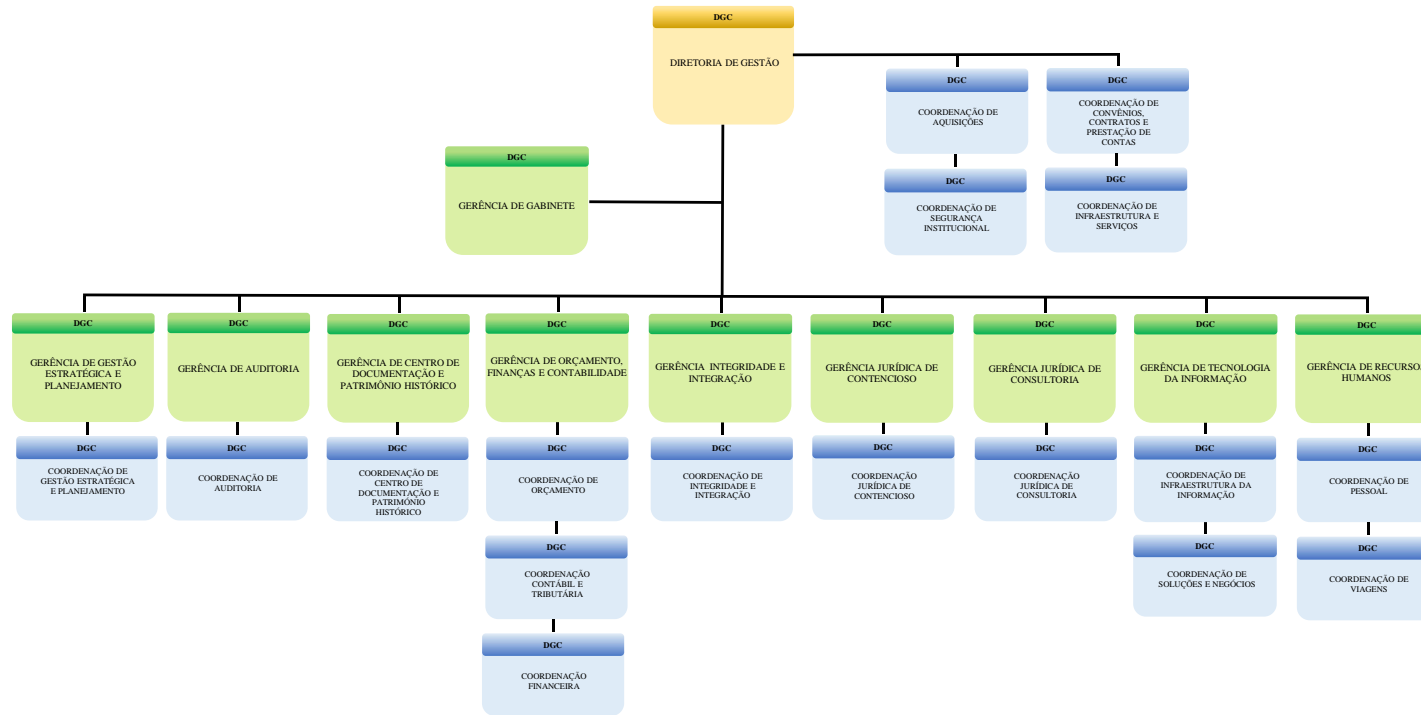 DGC
DIRETORIA DE GESTÃO
DGC
COORDENAÇÃO DE
AQUISIÇÕES
DGC
COORDENAÇÃO DE
CONVÊNIOS,
CONTRATOS E
PRESTAÇÃO DE
CONTAS
DGC
GERÊNCIA DE GABINETE
DGC
COORDENAÇÃO DE
SEGURANÇA
INSTITUCIONAL
DGC
COORDENAÇÃO DE
INFRAESTRUTURA E
SERVIÇOS
DGC
GERÊNCIA DE GESTÃO
ESTRATÉGICA E
PLANEJAMENTO
DGC
GERÊNCIA DE AUDITORIA
DGC
GERÊNCIA DE CENTRO DE
DOCUMENTAÇÃO E
PATRIMÔNIO HISTÓRICO
DGC
GERÊNCIA DE ORÇAMENTO,
FINANÇAS E CONTABILIDADE
DGC
GERÊNCIA INTEGRIDADE E
INTEGRAÇÃO
DGC
GERÊNCIA JURÍDICA DE
CONTENCIOSO
DGC
GERÊNCIA JURÍDICA DE
CONSULTORIA
DGC
GERÊNCIA DE TECNOLOGIA
DA INFORMAÇÃO
DGC
GERÊNCIA DE RECURSOS
HUMANOS
DGC
COORDENAÇÃO DE
GESTÃO ESTRATÉGICA
E PLANEJAMENTO
DGC
COORDENAÇÃO DE
AUDITORIA
DGC
COORDENAÇÃO DE
CENTRO DE
DOCUMENTAÇÃO E
PATRIMÔNIO
HISTÓRICO
DGC
COORDENAÇÃO DE
ORÇAMENTO
DGC
COORDENAÇÃO DE
INTEGRIDADE E
INTEGRAÇÃO
DGC
COORDENAÇÃO
JURÍDICA DE
CONTENCIOSO
DGC
COORDENAÇÃO
JURÍDICA DE
CONSULTORIA
DGC
COORDENAÇÃO DE
INFRAESTRUTURA DA
INFORMAÇÃO
DGC
COORDENAÇÃO DE
PESSOAL
DGC
COORDENAÇÃO
CONTÁBIL E
TRIBUTÁRIA
DGC
COORDENAÇÃO DE
SOLUÇÕES E NEGÓCIOS
DGC
COORDENAÇÃO DE
VIAGENS
DGC
COORDENAÇÃO
FINANCEIRA